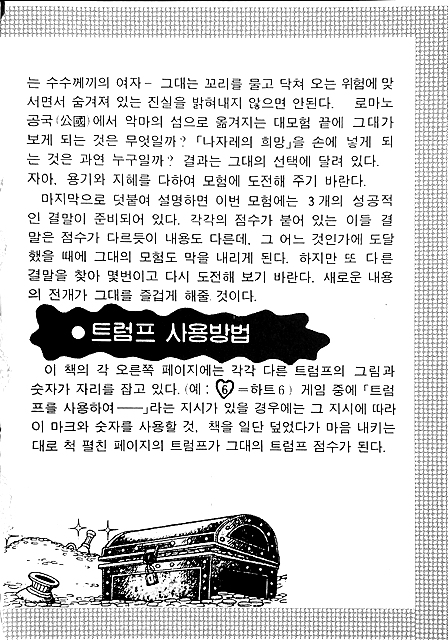 는 수수께끼의 여자 – 그대는 꼬리를 물고 닥쳐 오는 위험에 맞
서면서 숨겨져 있는 진실을 밝혀내지 않으면 안된다. 로마노
공국(公國)에서 악마의 섬으로 옮겨지는 대모험 끝에 그대가
보게 되는 것은 무엇일까? 「나자레의 희망」을 손에 넣게 되
는 것은 과연 누구일까? 결과는 그대의 선택에 달려 있다.
자아, 용기와 지혜를 다하여 모험에 도전해 주기 바란다.
마지막으로 덧붙여 설명하면 이번 모험에는 3개의 성공적
인 결말이 준비되어 있다. 각각의 점수가 붙어 있는 이들 결
말은 점수가 다르듯이 내용도 다른데, 그 어느 것인가에 도달
했을 때에 그대의 모험도 막을 내리게 된다. 하지만 또 다른
결말을 찾아 몇번이고 다시 도전해 보기 바란다. 새로운 내용
의 전개가 그대를 즐겁게 해줄 것이다.
● 트럼프 사용방법
이 책의 각 오른쪽 페이지에는 각각 다른 트럼프의 그림과
숫자가 자리를 잡고 있다. (예 : ♡6 =하트6) 게임 중에 「트럼
프를 사용하여 ――」라는 지시가 있을 경우에는 그 지시에 따라
이 마크와 숫자를 사용할 것. 책을 일단 덮었다가 마음 내키는
대로 척 펼친 페이지의 트럼프가 그대의 트럼프 점수가 된다.